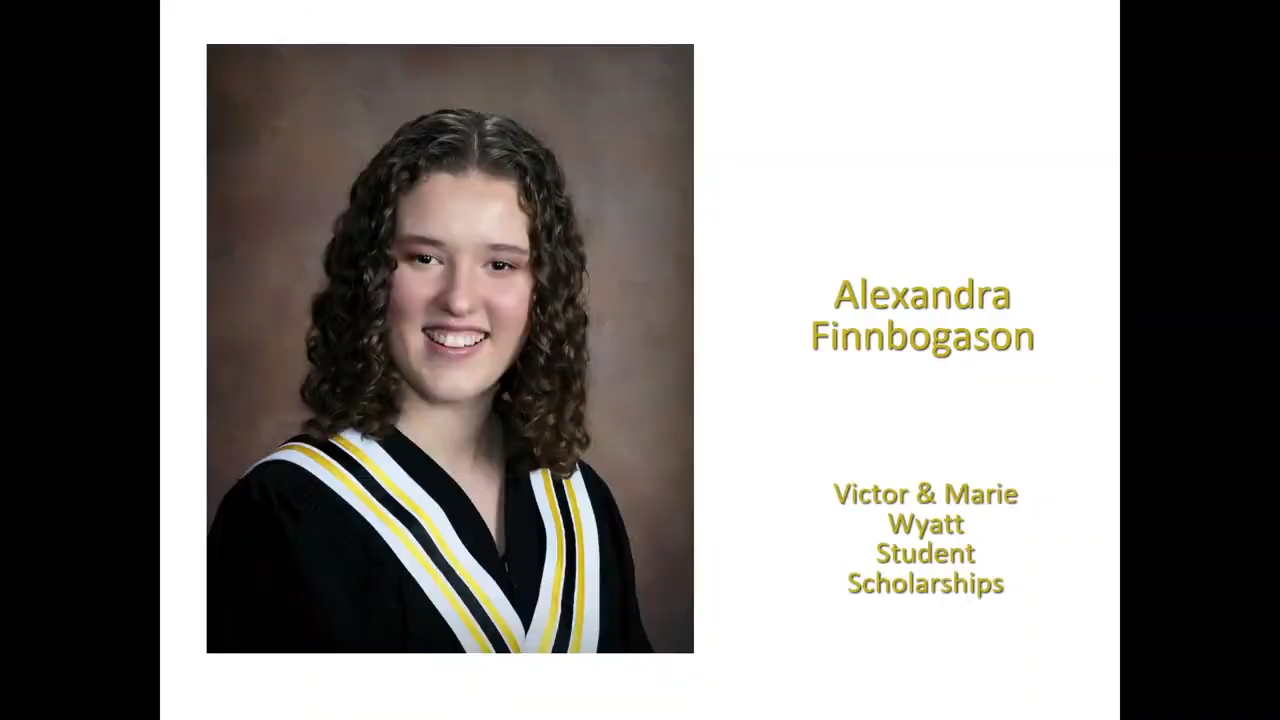 Alexandra
Finnbogason
Victor & Marie
Wyatt
Student
Scholarships